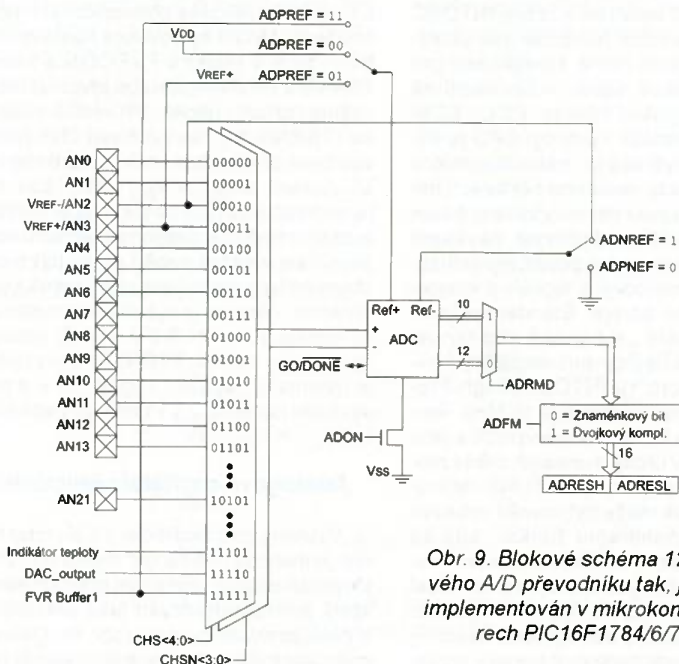 ADPREF = 11
VDD
ADPREF = 00
VREF+ ADPREF = 01
AN0 00000
AN1 00001
VREF-/AN2 00010
VREF+/AN3 00011
AN4 00100
AN5 00101
AN6 00110
AN7 00111
AN8 01000
AN9 01001
AN10 01010
AN11 01011
AN12 01100
AN13 01101
AN21 10101
Indikátor teploty 11101
DAC_output 11110
FVR Buffer1 11111
CHS<4:0>
CHSN<3:0>
ADNREF = 1
ADPNEF = 0
Ref+ Ref-
+ ADC
-
GO/DONE
ADON
Vss
10
1
12
0
ADRMD
ADFM
0 = Znaménkový bit
1 = Dvojkový kompl.
16
ADRESH ADRESL
Obr. 9. Blokové schéma 12
vého A/D převodníku tak, j
implementován v mikrokon
rech PIC16F1784/6/7